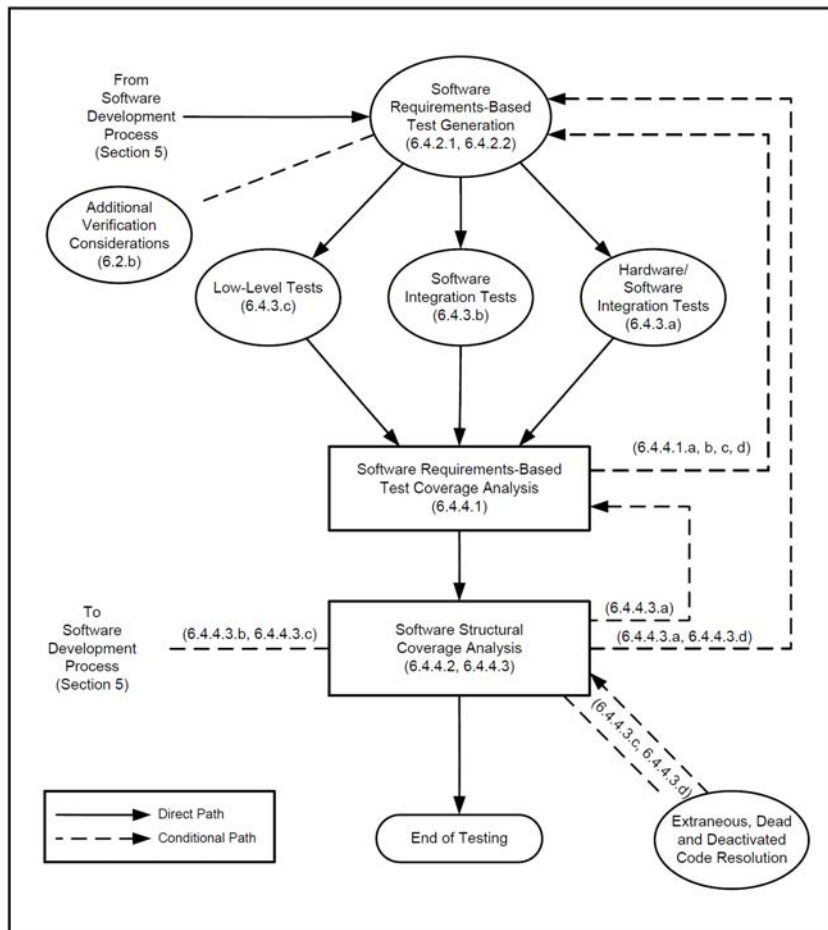 From
Software
Development
Process
(Section 5)
Software
Requirements-Based
Test Generation
(6.4.2.1, 6.4.2.2)
Additional
Verification
Considerations
(6.2.b)
Low-Level Tests
(6.4.3.c)
Software
Integration Tests
(6.4.3.b)
Hardware/
Software
Integration Tests
(6.4.3.a)
Software Requirements-Based
Test Coverage Analysis
(6.4.4.1)
(6.4.4.1.a, b, c, d)
To
Software
Development
Process
(Section 5)
(6.4.4.3.b, 6.4.4.3.c)
Software Structural
Coverage Analysis
(6.4.4.2, 6.4.4.3)
(6.4.4.3.a)
(6.4.4.3.a, 6.4.4.3.d)
(6.4.4.3.c, 6.4.4.3.d)
Direct Path
Conditional Path
End of Testing
Extraneous, Dead
and Deactivated
Code Resolution